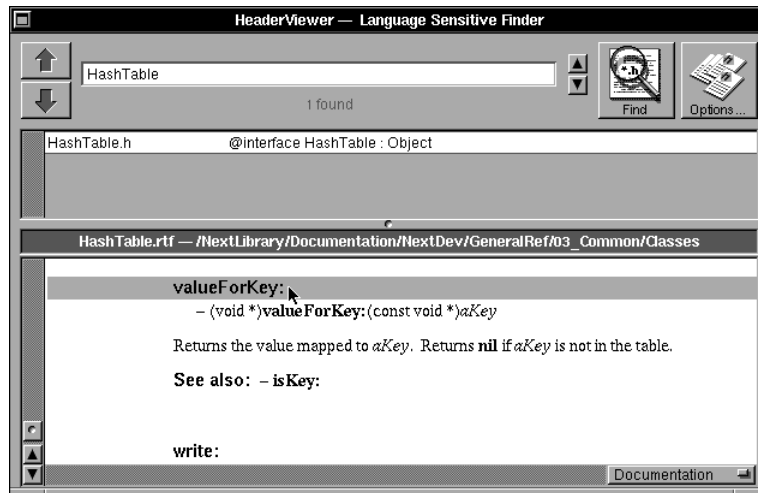 HeaderViewer — Language Sensitive Finder
HashTable
1 found
*.h
Find
Options...
HashTable.h @interface HashTable : Object
HashTable.rtf — /NextLibrary/Documentation/NextDev/GeneralRef/03_Common/Classes
valueForKey:
– (void *)valueForKey:(const void *)aKey
Returns the value mapped to aKey. Returns nil if aKey is not in the table.
See also: – isKey:
write:
Documentation